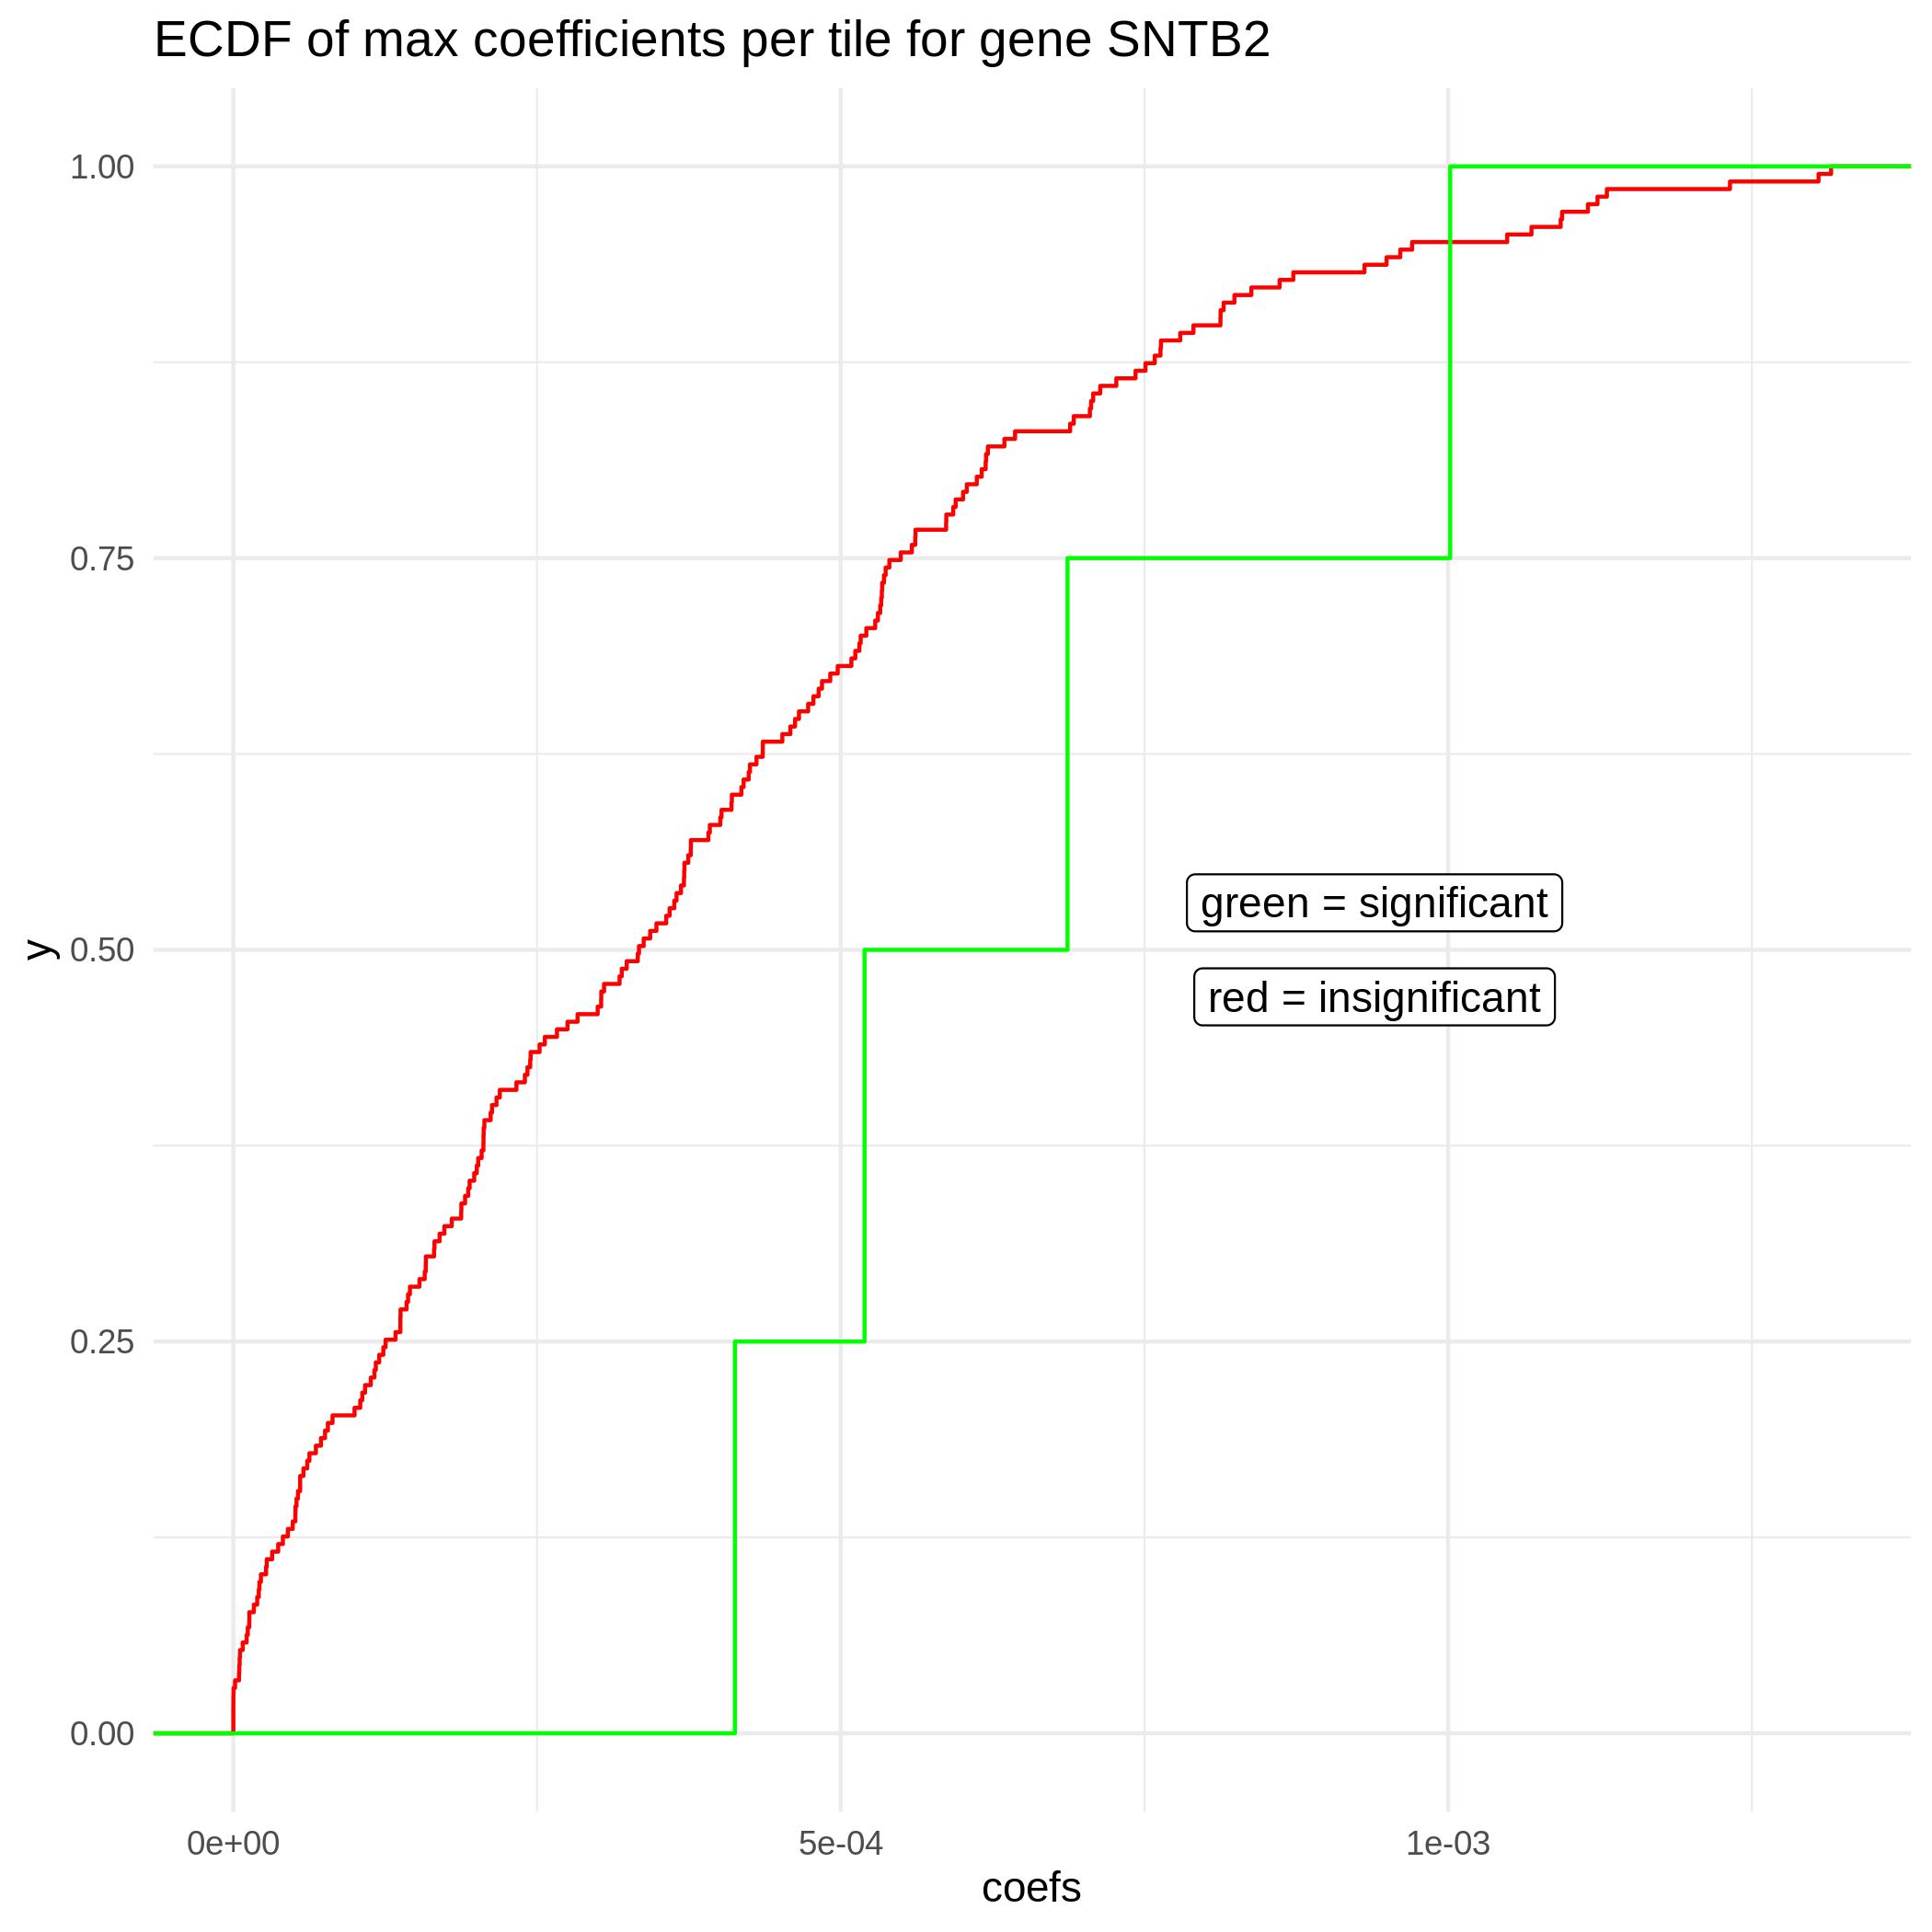 ECDF of max coefficients per tile for gene SNTB2
1.00
0.75
0.50
0.25
0.00
y
green = significant
red = insignificant
0e+00
5e-04
1e-03
coefs